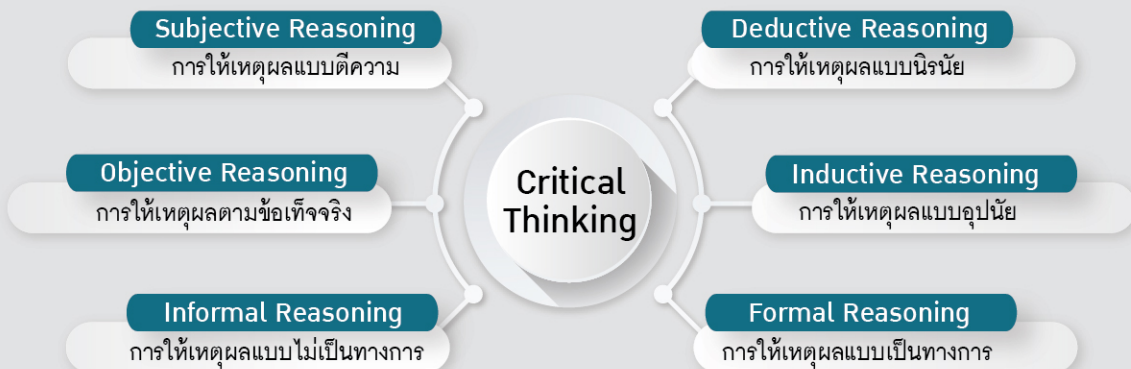 Subjective Reasoning
การให้เหตุผลแบบตีความ
Objective Reasoning
การให้เหตุผลตามข้อเท็จจริง
Informal Reasoning
การให้เหตุผลแบบไม่เป็นทางการ
Critical
Thinking
Deductive Reasoning
การให้เหตุผลแบบนิรนัย
Inductive Reasoning
การให้เหตุผลแบบอุปนัย
Formal Reasoning
การให้เหตุผลแบบเป็นทางการ